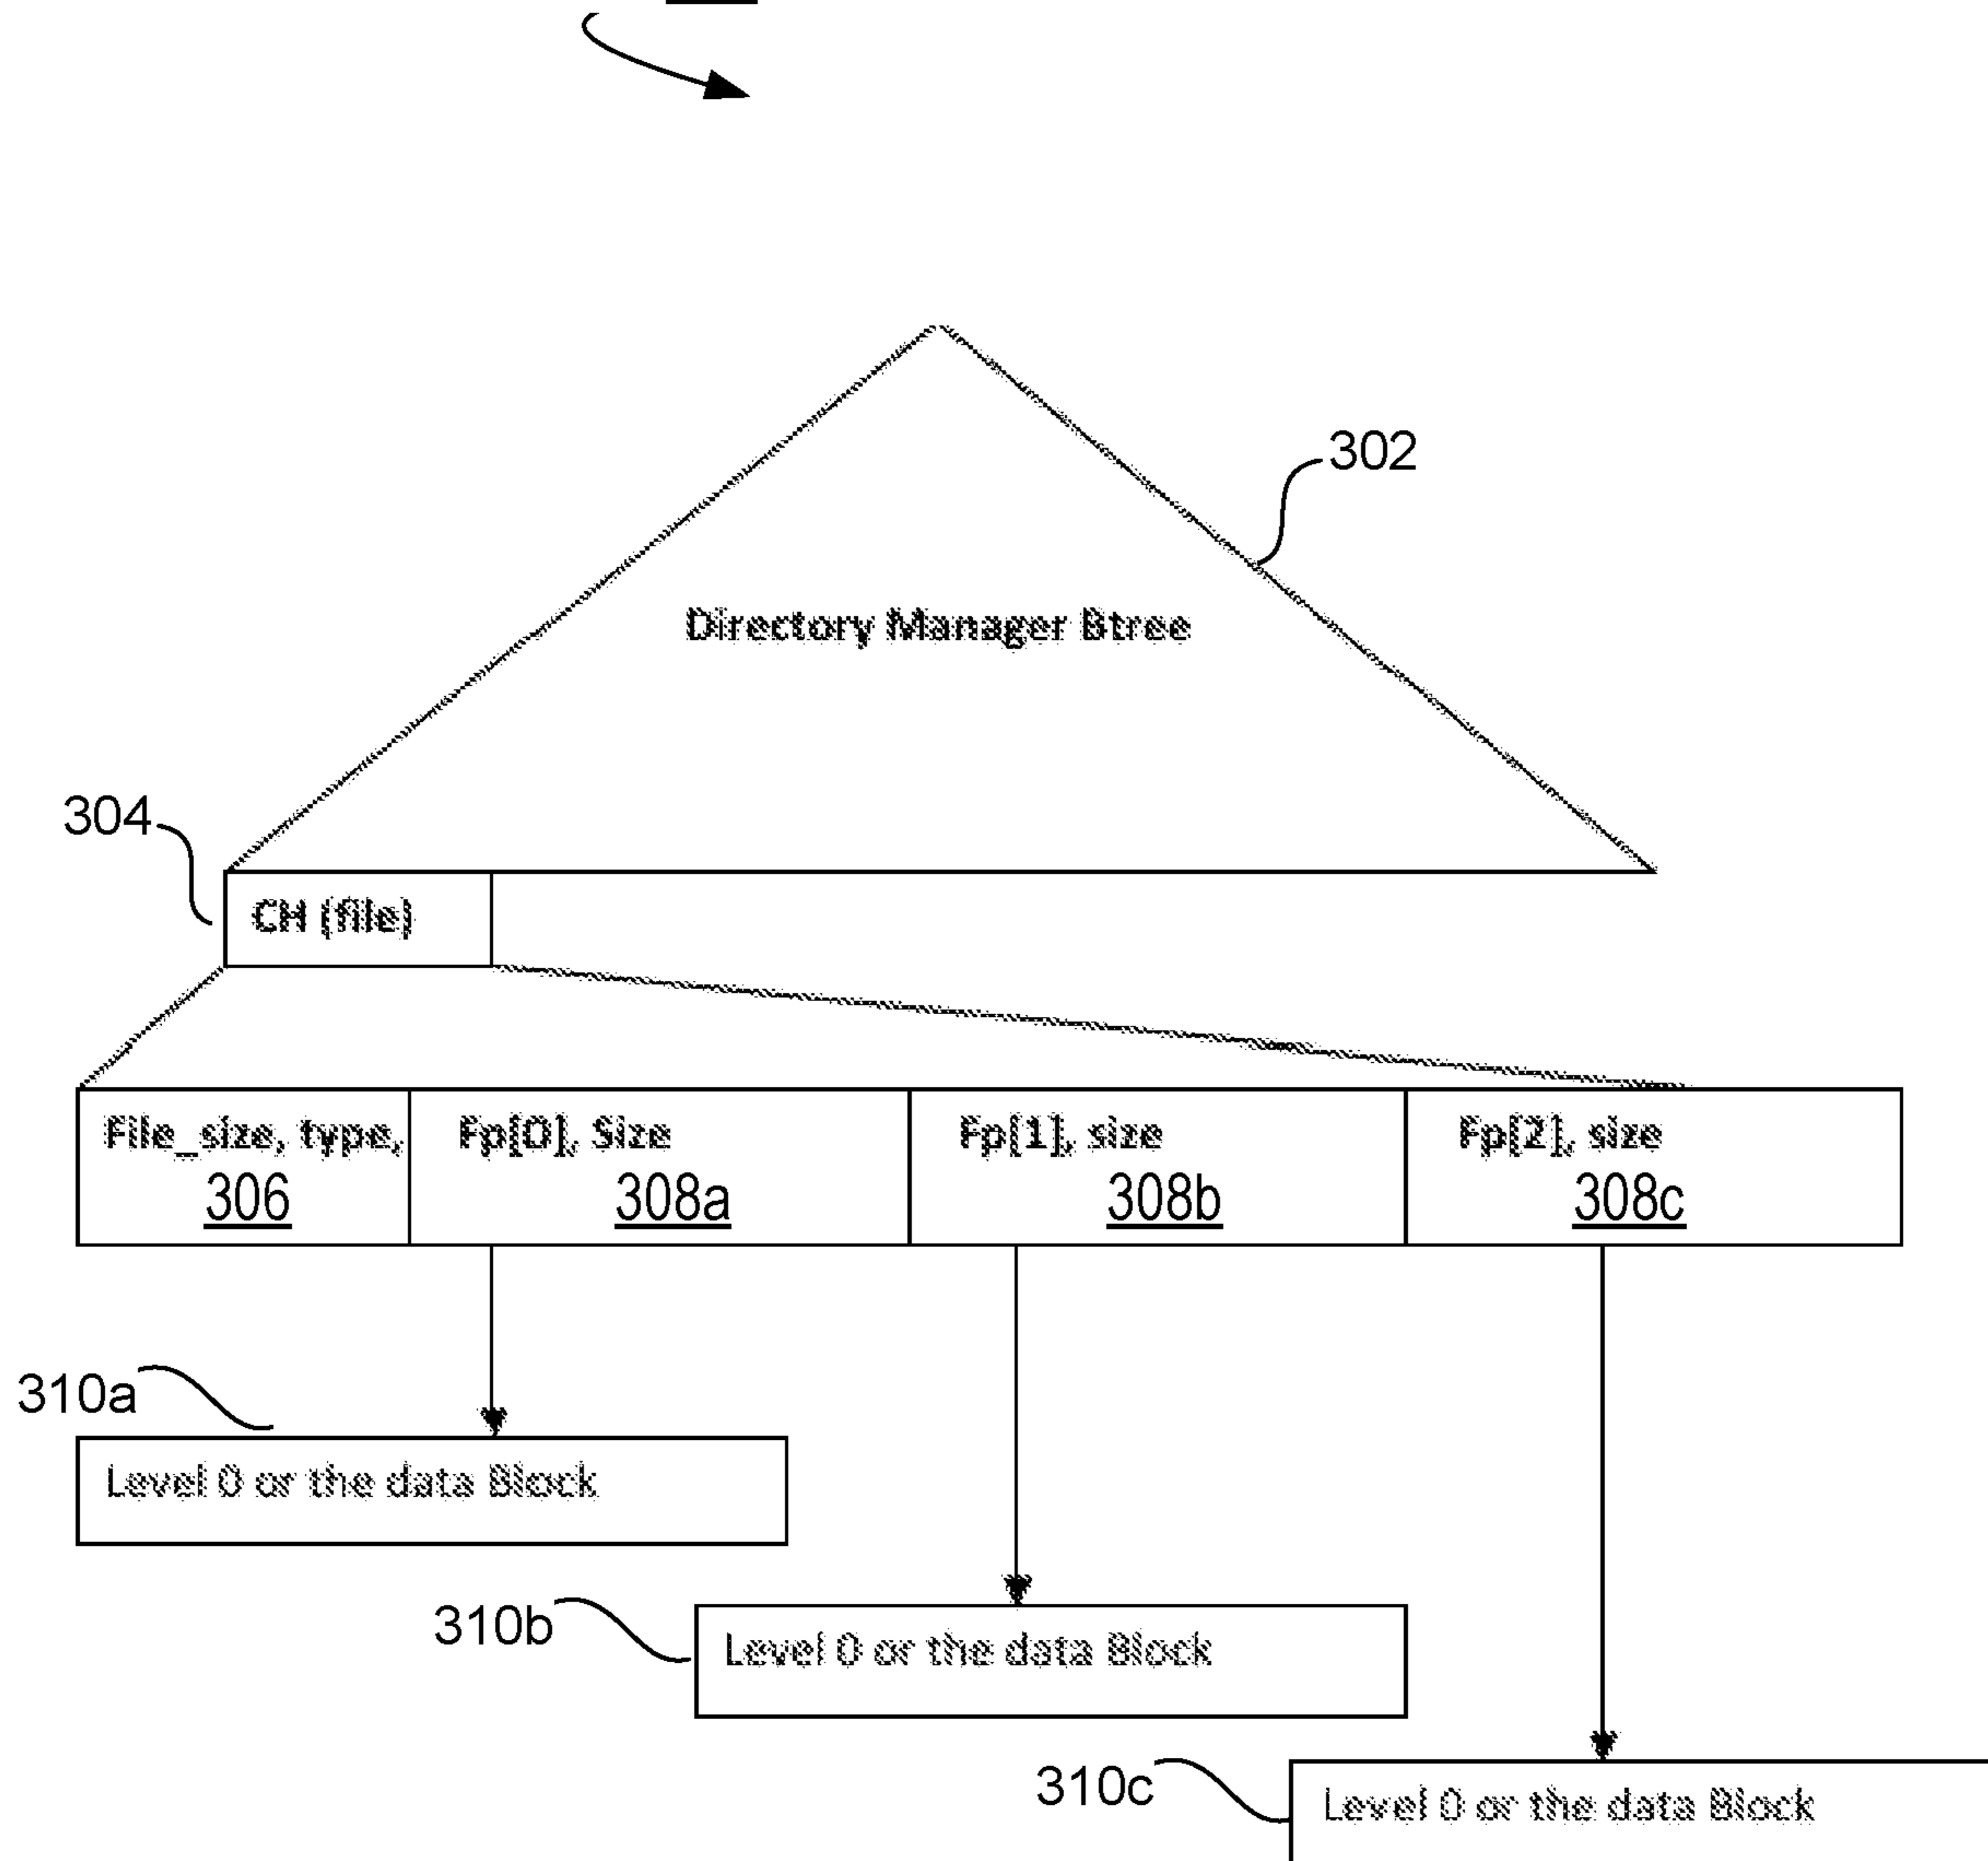 302
Directory Manager Btree
304
CH (file)
File_size, type,
306
Fp[0], Size
308a
Fp[1], size
308b
Fp[2], size
308c
310a
Level 0 or the data Block
310b
Level 0 or the data Block
310c
Level 0 or the data Block